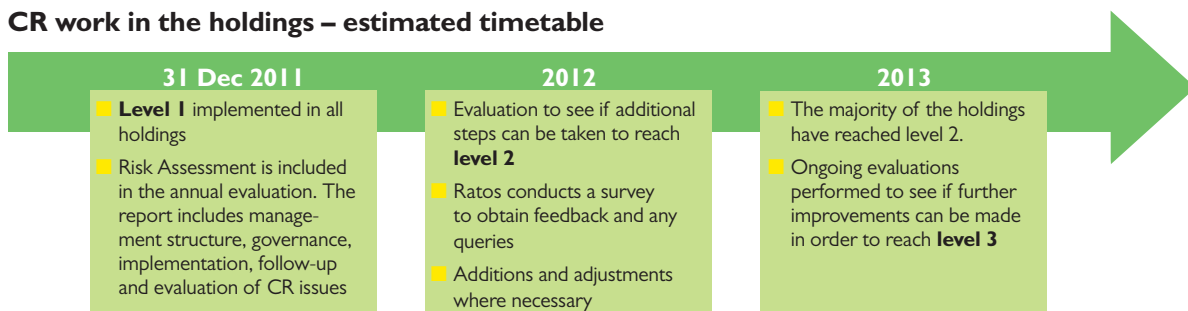 CR work in the holdings – estimated timetable
31 Dec 2011
Level 1 implemented in all
holdings
Risk Assessment is included
in the annual evaluation. The
report includes manage-
ment structure, governance,
implementation, follow-up
and evaluation of CR issues
2012
Evaluation to see if additional
steps can be taken to reach
level 2
Ratos conducts a survey
to obtain feedback and any
queries
Additions and adjustments
where necessary
2013
The majority of the holdings
have reached level 2.
Ongoing evaluations
performed to see if further
improvements can be made
in order to reach level 3